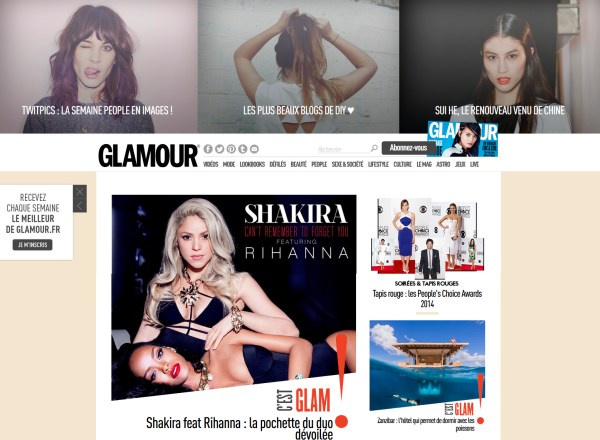 TWITPICS : LA SEMAINE PEOPLE EN IMAGES !
LES PLUS BEAUX BLOGS DE DIY ♥
SUI HE, LE RENOUVEAU VENU DE CHINE
GLAMOUR
Recherche
Abonnez-vous
GLAMOUR
VIDÉOS MODE LOOKBOOKS DÉFILÉS BEAUTÉ PEOPLE SEXE & SOCIÉTÉ LIFESTYLE CULTURE LE MAG ASTRO JEUX LIVE
RECEVEZ
CHAQUE SEMAINE
LE MEILLEUR
DE GLAMOUR.FR
JE M'INSCRIS
SHAKIRA
CAN'T REMEMBER TO FORGET YOU
FEATURING
RIHANNA
C'EST GLAM !
Shakira feat Rihanna : la pochette du duo
dévoilée
SOIRÉES & TAPIS ROUGES
Tapis rouge : les People's Choice Awards
2014
C'EST GLAM !
Zanzibar : l'hôtel qui permet de dormir avec les
poissons